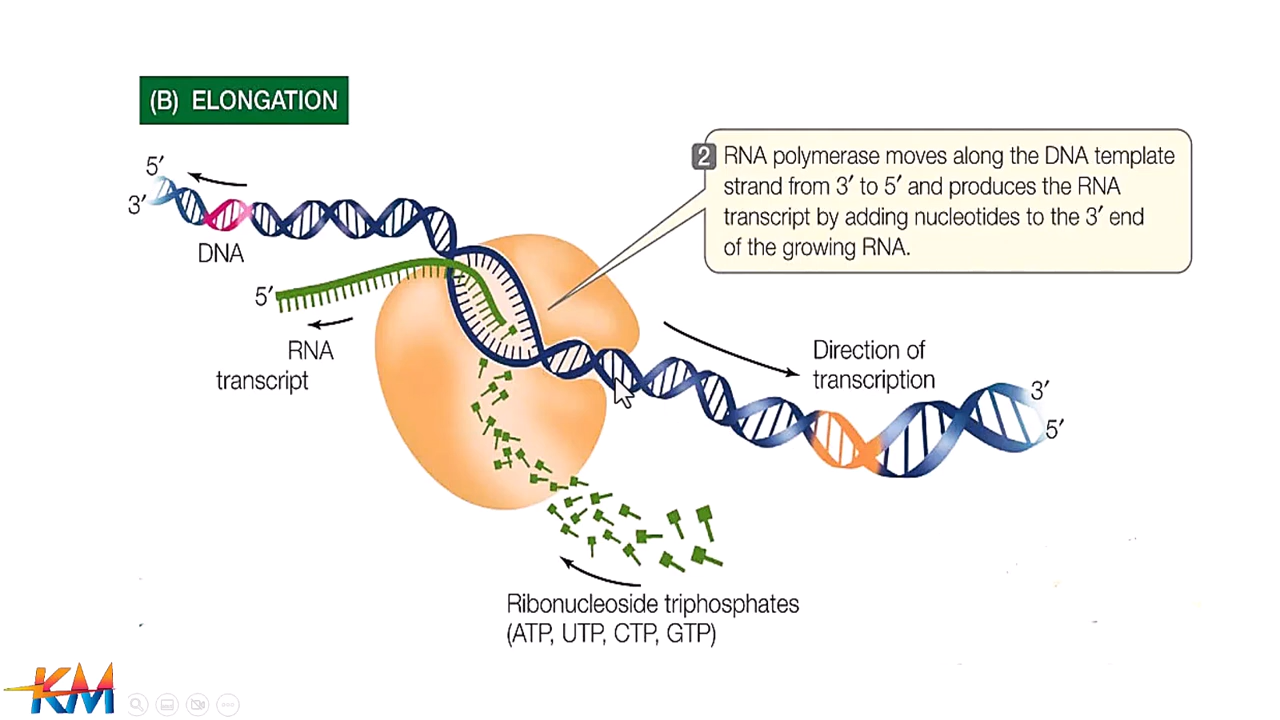 (B) ELONGATION
5′
3′
DNA
5′
RNA
transcript
2 RNA polymerase moves along the DNA template
strand from 3′ to 5′ and produces the RNA
transcript by adding nucleotides to the 3′ end
of the growing RNA.
Direction of
transcription
3′
5′
Ribonucleoside triphosphates
(ATP, UTP, CTP, GTP)
KM